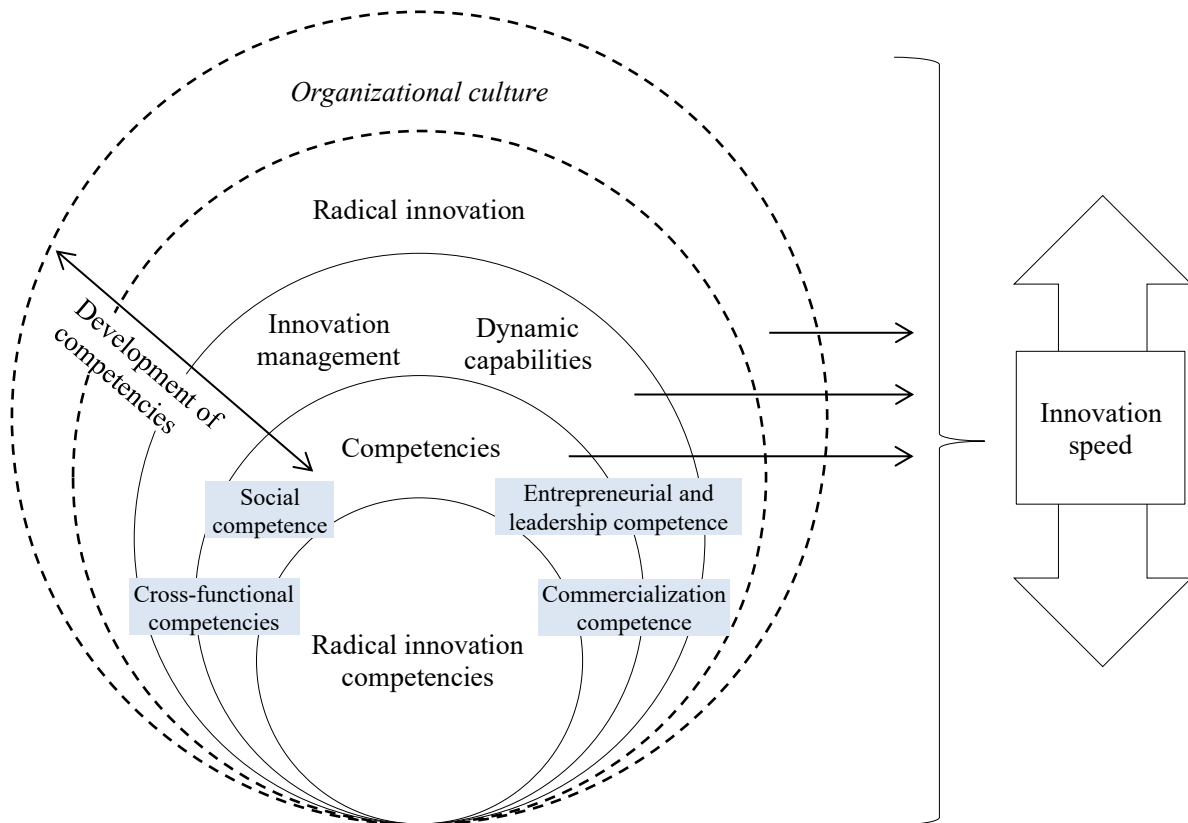 Organizational culture
Radical innovation
Development of
competencies
Innovation
management
Dynamic
capabilities
Competencies
Social
competence
Entrepreneurial and
leadership competence
Cross-functional
competencies
Commercialization
competence
Radical innovation
competencies
Innovation
speed